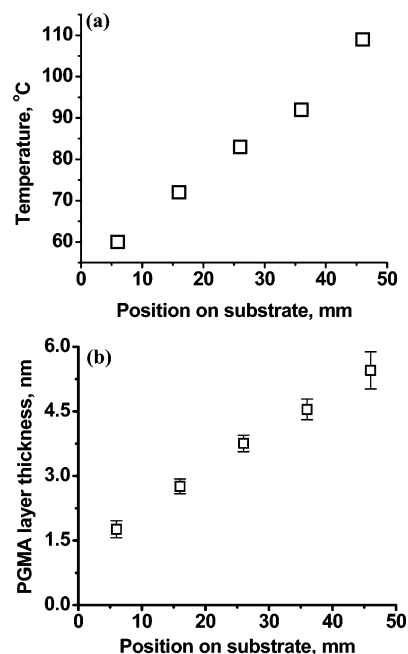 (a)
110
100
90
80
70
60
Temperature, °C
0 10 20 30 40 50
Position on substrate, mm
(b)
6.0
4.5
3.0
1.5
0.0
PGMA layer thickness, nm
0 10 20 30 40 50
Position on substrate, mm